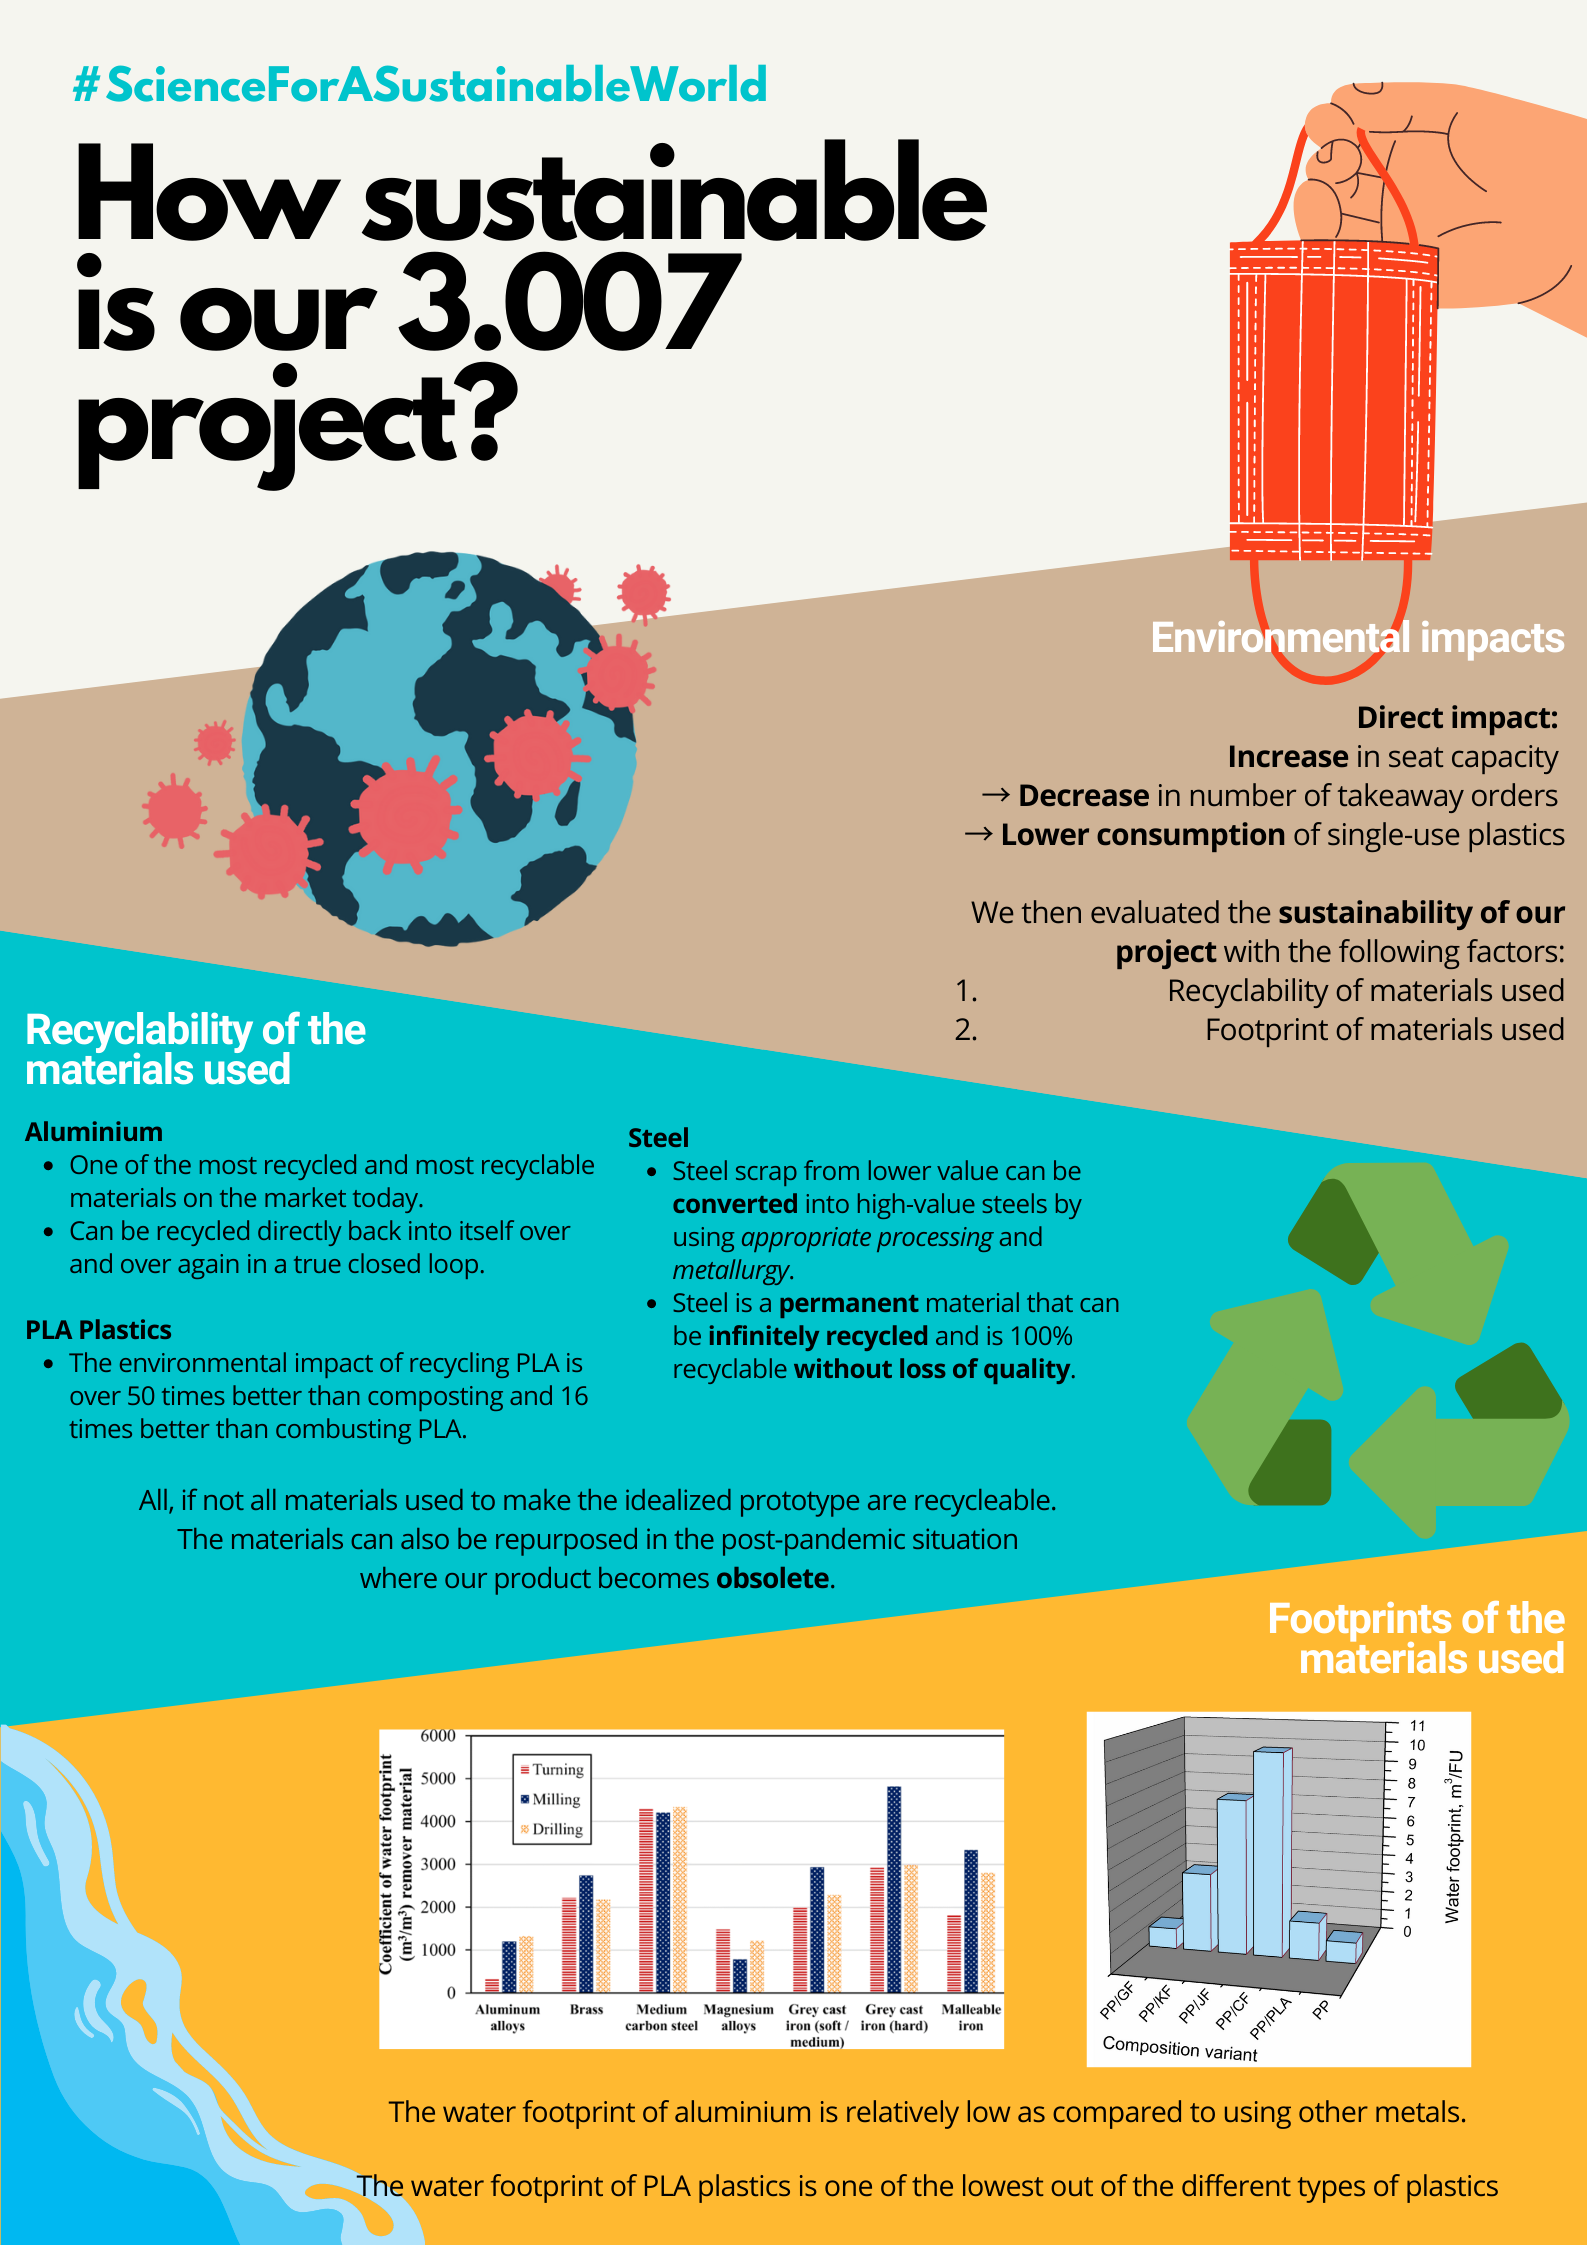 #ScienceForASustainableWorld
How sustainable
is our 3.007
project?
Environmental impacts
Direct impact:
Increase in seat capacity
→ Decrease in number of takeaway orders
→ Lower consumption of single-use plastics
We then evaluated the sustainability of our
project with the following factors:
1. Recyclability of materials used
2. Footprint of materials used
Recyclability of the
materials used
Aluminium
• One of the most recycled and most recyclable
materials on the market today.
• Can be recycled directly back into itself over
and over again in a true closed loop.
PLA Plastics
• The environmental impact of recycling PLA is
over 50 times better than composting and 16
times better than combusting PLA.
Steel
• Steel scrap from lower value can be
converted into high-value steels by
using appropriate processing and
metallurgy.
• Steel is a permanent material that can
be infinitely recycled and is 100%
recyclable without loss of quality.
All, if not all materials used to make the idealized prototype are recycleable.
The materials can also be repurposed in the post-pandemic situation
where our product becomes obsolete.
Footprints of the
materials used
Coefficient of water footprint
(m³/m³) remover material
6000
5000
4000
3000
2000
1000
0
Turning
Milling
Drilling
Aluminum
alloys
Brass
Medium
carbon steel
Magnesium
alloys
Grey cast
iron (soft /
medium)
Grey cast
iron (hard)
Malleable
iron
11
10
9
8
7
6
5
4
3
2
1
0
Water footprint, m³/FU
PP/GF
PP/KF
PP/JF
PP/CF
PP/PLA
PP
Composition variant
The water footprint of aluminium is relatively low as compared to using other metals.
The water footprint of PLA plastics is one of the lowest out of the different types of plastics